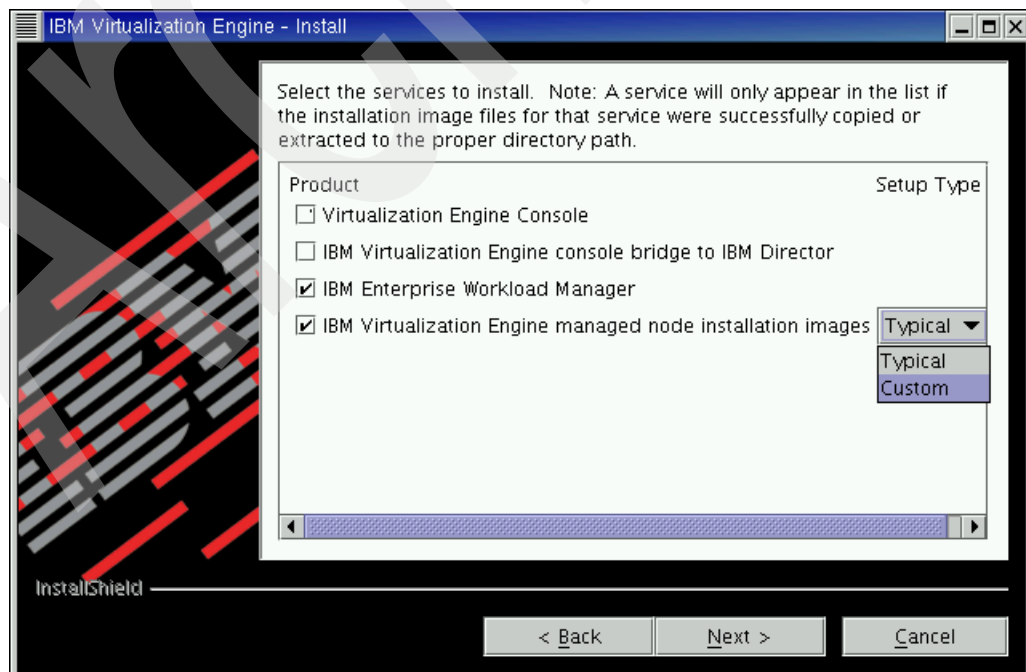 IBM Virtualization Engine - Install
Select the services to install. Note: A service will only appear in the list if
the installation image files for that service were successfully copied or
extracted to the proper directory path.
Product Setup Type
Virtualization Engine Console
IBM Virtualization Engine console bridge to IBM Director
IBM Enterprise Workload Manager
IBM Virtualization Engine managed node installation images Typical
Typical
Custom
InstallShield
< Back Next > Cancel